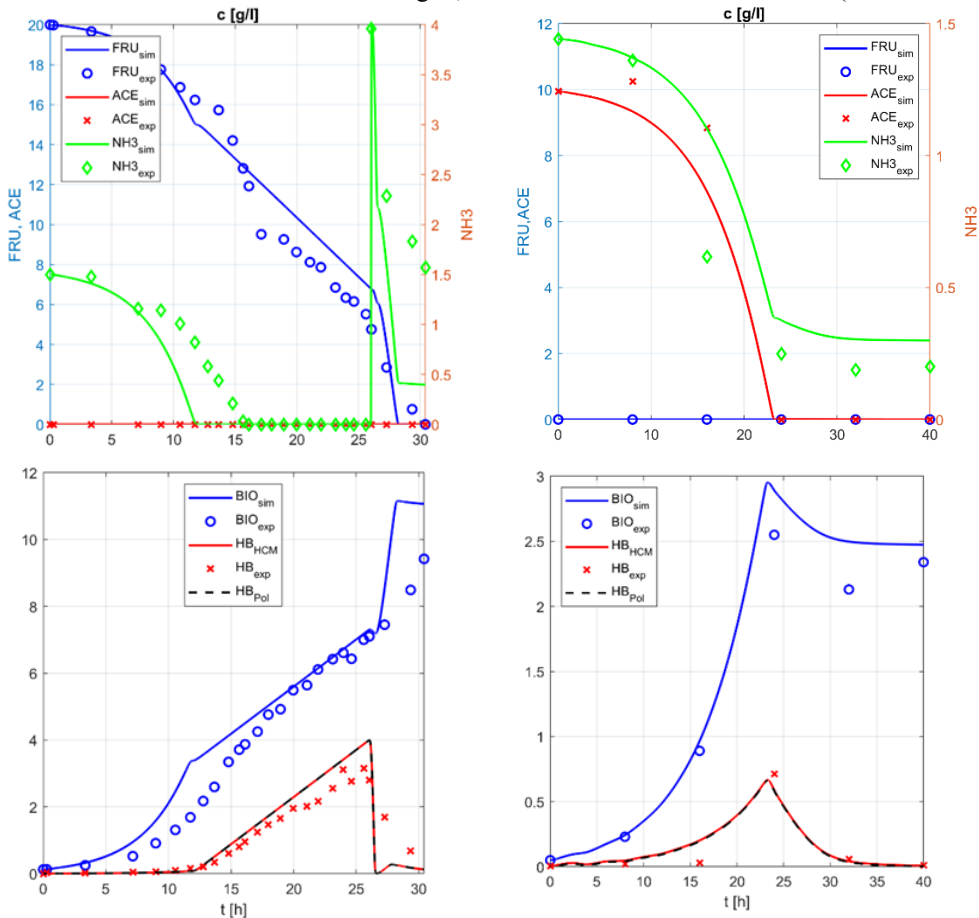 c [g/l]
20
18
16
14
12
10
8
6
4
2
0
FRU, ACE
FRUsim
FRUexp
ACEsim
ACEexp
NH3sim
NH3exp
4
3.5
3
2.5
2
1.5
1
0.5
0
NH3
0 5 10 15 20 25 30
c [g/l]
12
10
8
6
4
2
0
FRU,ACE
FRUsim
FRUexp
ACEsim
ACEexp
NH3sim
NH3exp
1.5
1
0.5
0
NH3
0 10 20 30 40
12
10
8
6
4
2
0
BIOsim
BIOexp
HBHCM
HBexp
HBPol
0 5 10 15 20 25 30
t [h]
3
2.5
2
1.5
1
0.5
0
BIOsim
BIOexp
HBHCM
HBexp
HBPol
0 5 10 15 20 25 30 35 40
t [h]